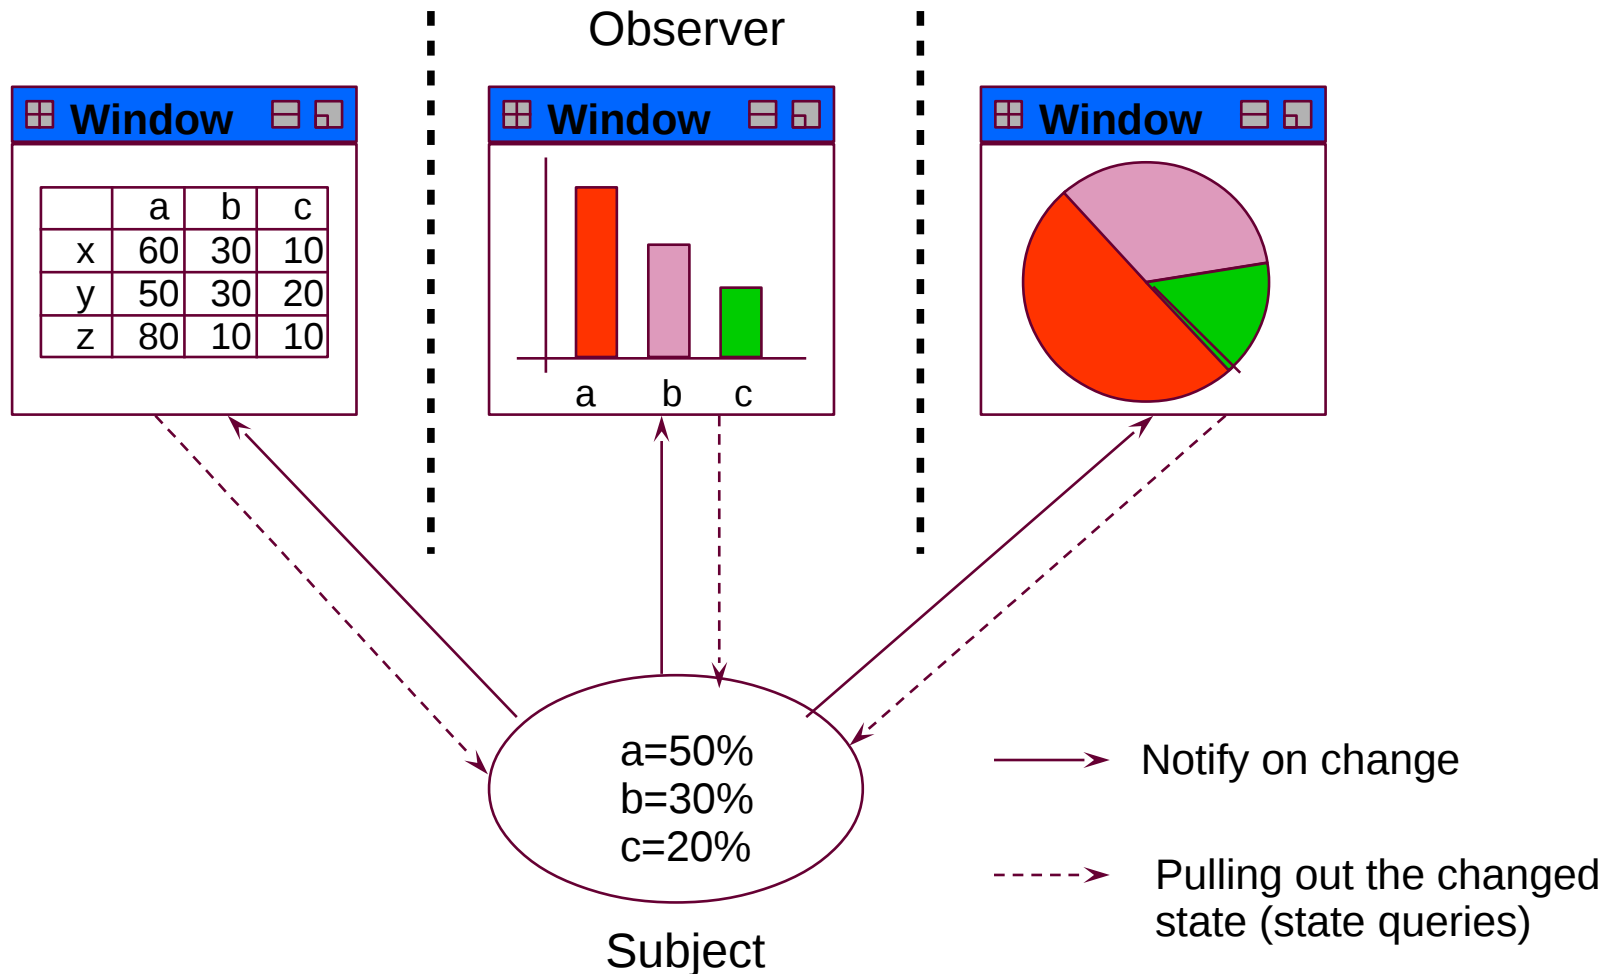 Observer
Window
Window
Window
a b c
x 60 30 10
y 50 30 20
z 80 10 10
a b c
a=50%
b=30%
c=20%
Subject
Notify on change
Pulling out the changed
state (state queries)